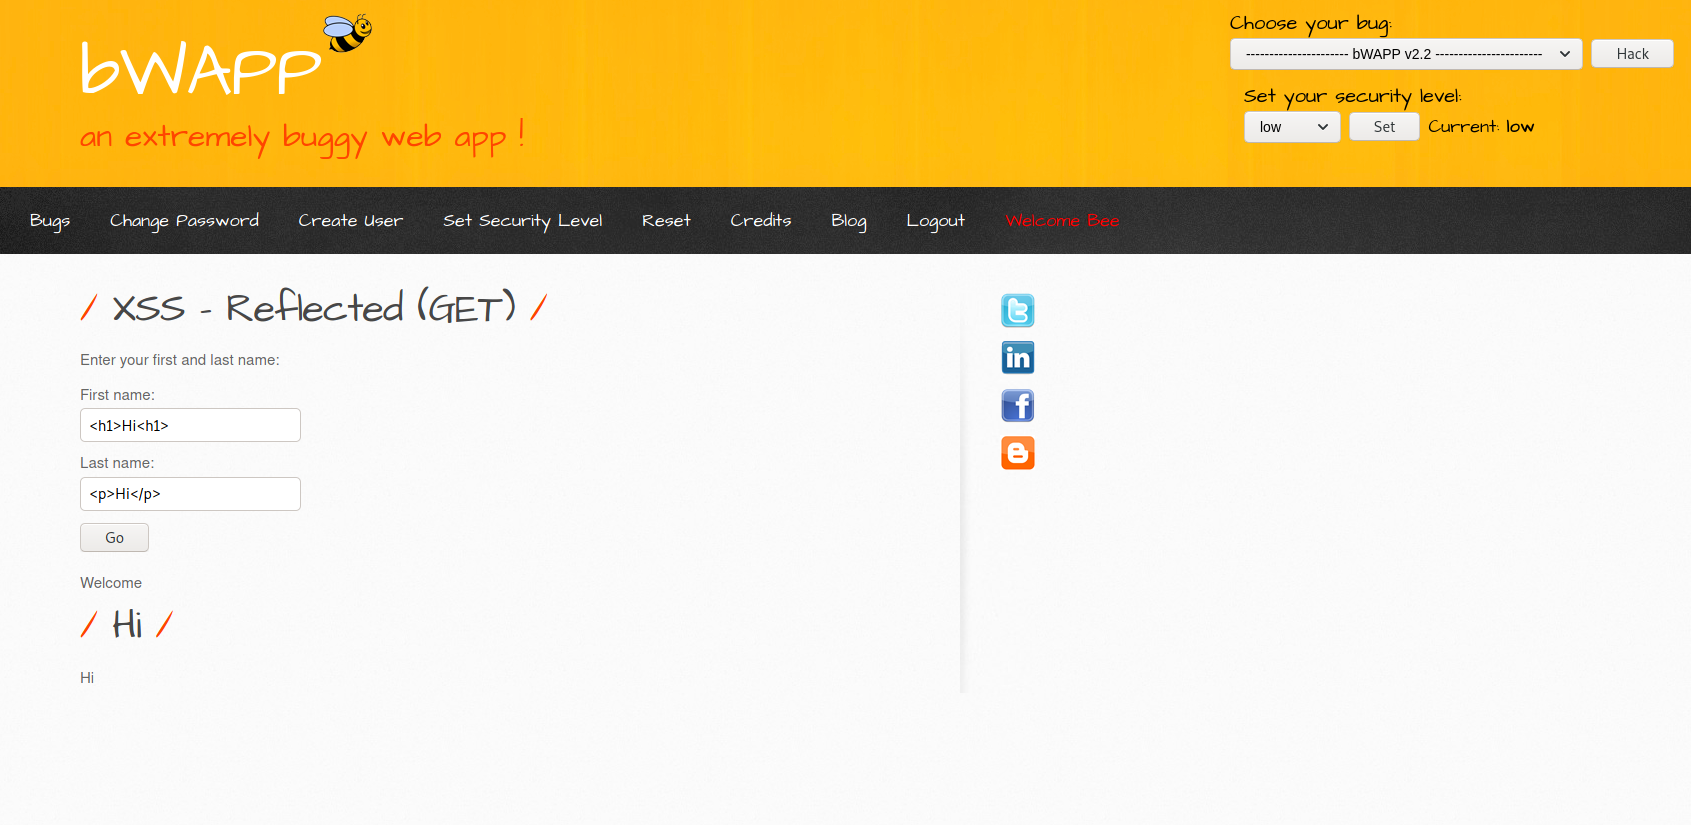 bWAPP
an extremely buggy web app !
Choose your bug:
---------------------- bWAPP v2.2 -----------------------
Hack
Set your security level:
low
Set
Current: low
Bugs
Change Password
Create User
Set Security Level
Reset
Credits
Blog
Logout
Welcome Bee
/ XSS - Reflected (GET) /
Enter your first and last name:
First name:
<h1>Hi<h1>
Last name:
<p>Hi</p>
Go
Welcome
/ Hi /
Hi